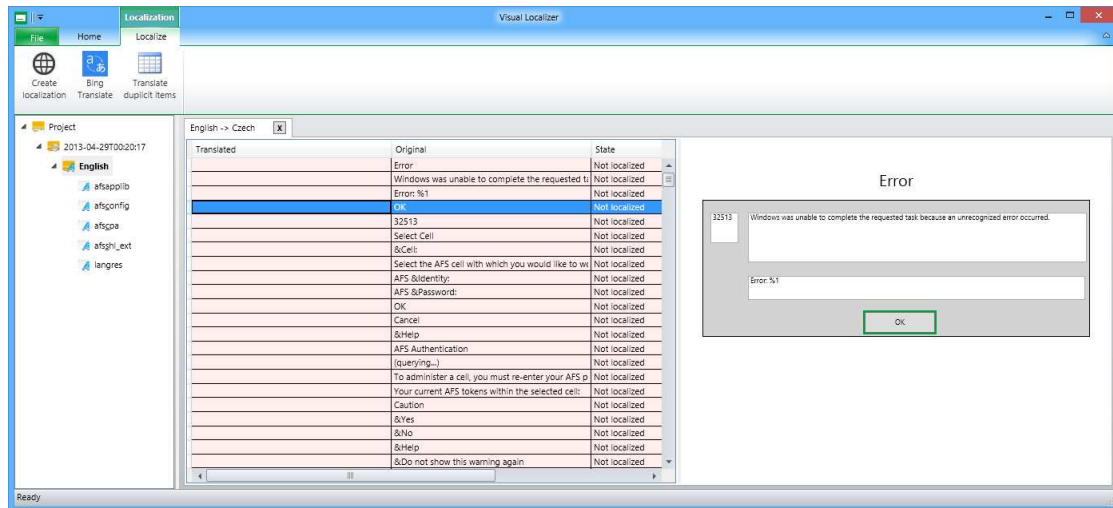 Localization
Visual Localizer
File
Home
Localize
Create
localization
Bing
Translate
Translate
duplicit items
Project
2013-04-29T00:20:17
English
afsapplib
afsconfig
afscpa
afsshl_ext
langres
English -> Czech
X
Translated Original State
Error Not localized
Windows was unable to complete the requested ta Not localized
Error: %1 Not localized
OK Not localized
32513 Not localized
Select Cell Not localized
&Cell: Not localized
Select the AFS cell with which you would like to wo Not localized
AFS &Identity: Not localized
AFS &Password: Not localized
OK Not localized
Cancel Not localized
&Help Not localized
AFS Authentication Not localized
(querying...) Not localized
To administer a cell, you must re-enter your AFS p Not localized
Your current AFS tokens within the selected cell: Not localized
Caution Not localized
&Yes Not localized
&No Not localized
&Help Not localized
&Do not show this warning again Not localized
Error
32513
Windows was unable to complete the requested task because an unrecognized error occurred.
Error: %1
OK
Ready